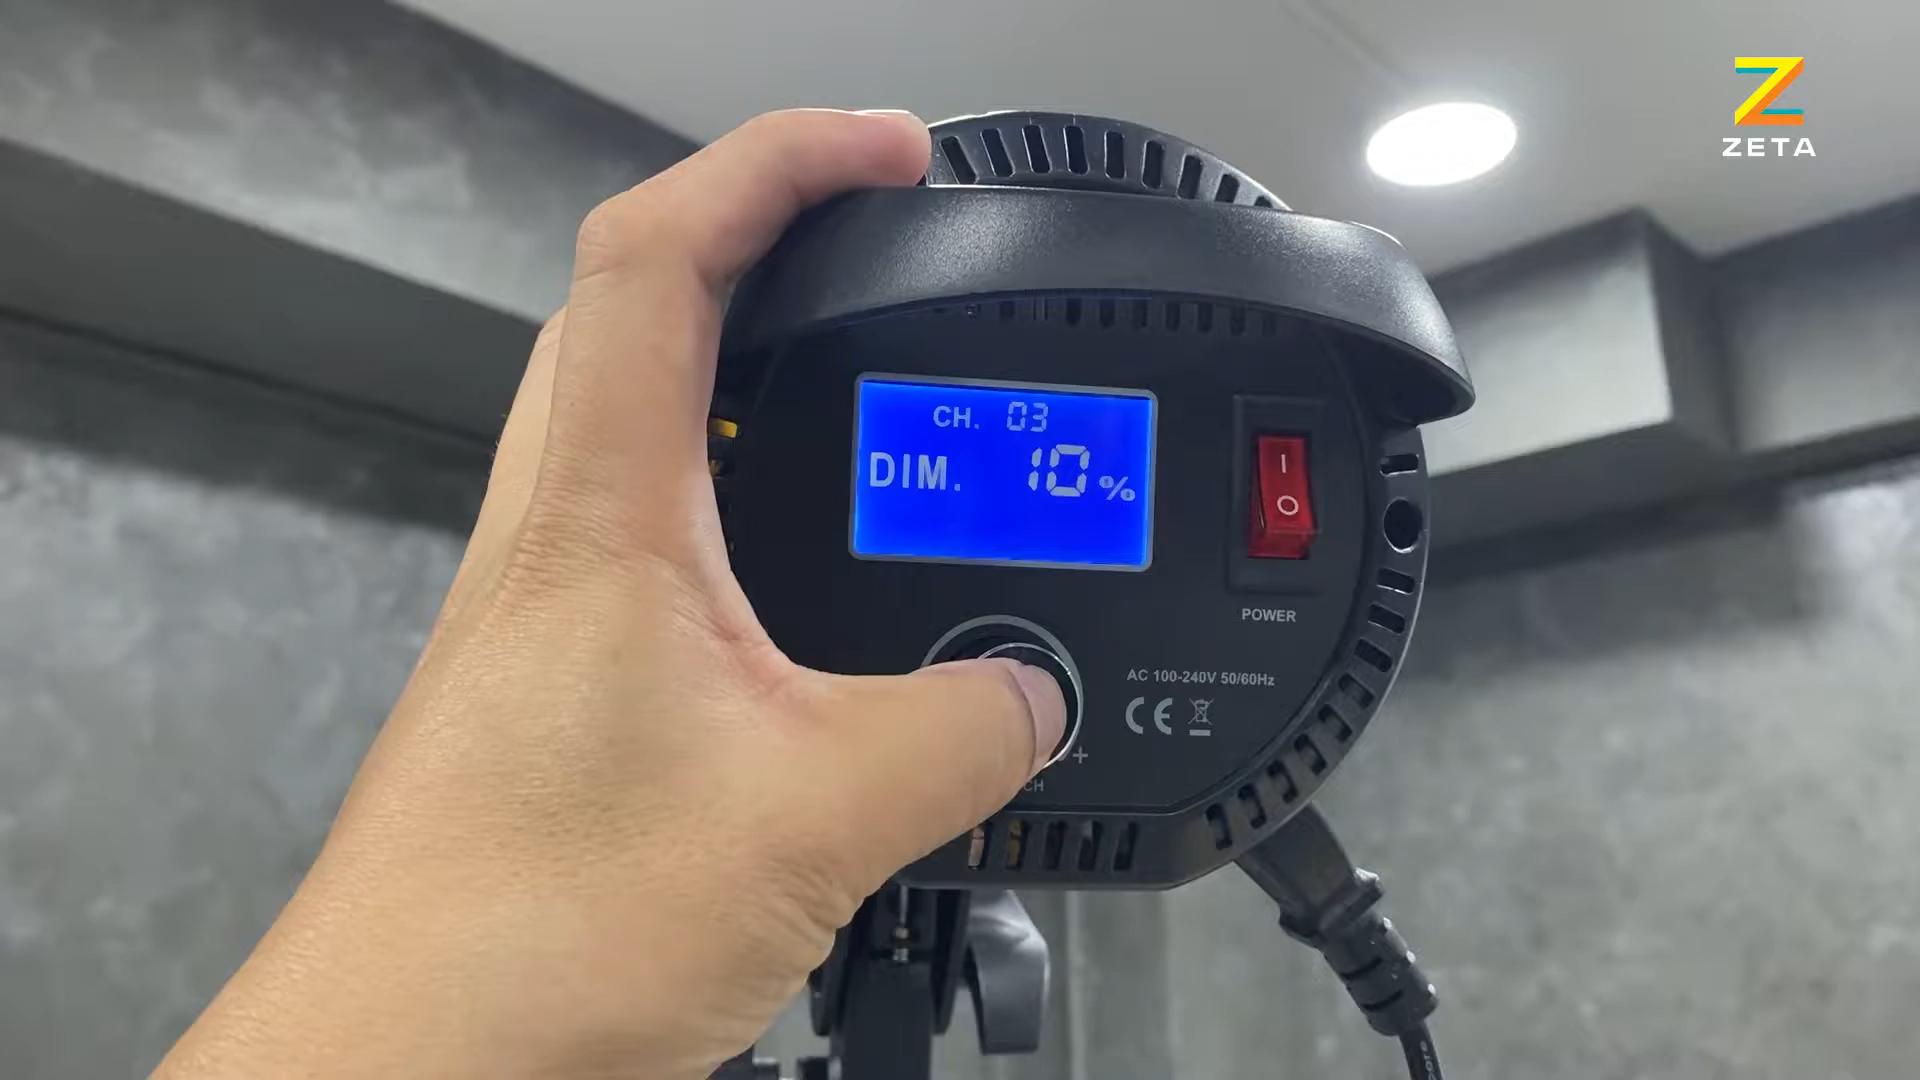 ZETA
CH. 03
DIM. 10 %
I
O
POWER
AC 100-240V 50/60Hz
CE
+
CH